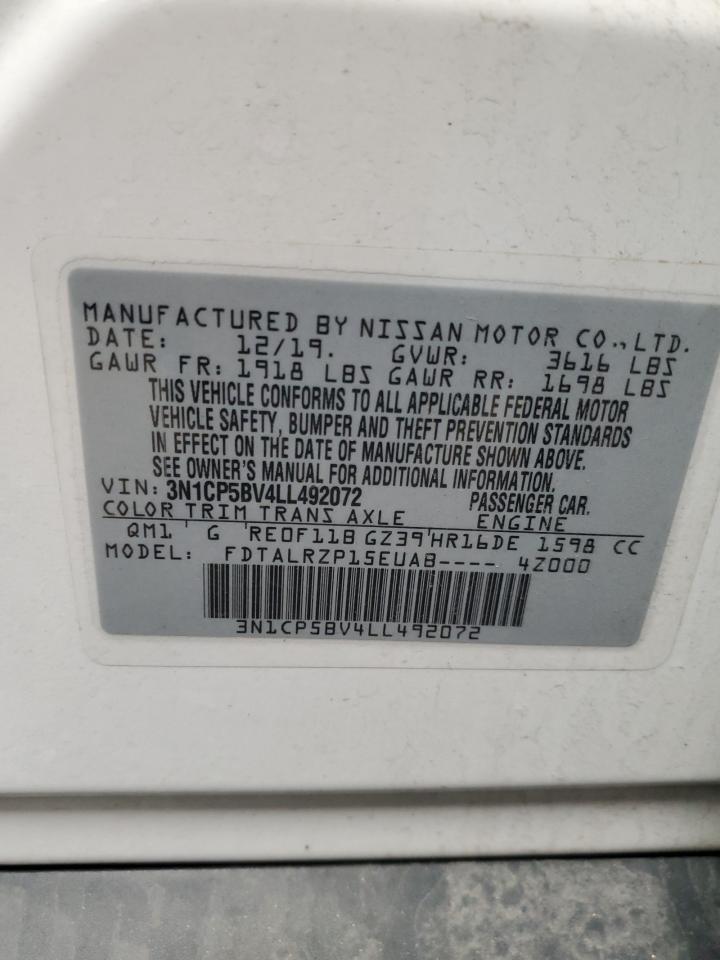 MANUFACTURED BY NISSAN MOTOR CO., LTD.
DATE: 12/19. GVWR: 3616 LBS
GAWR FR: 1918 LBS GAWR RR: 1698 LBS
THIS VEHICLE CONFORMS TO ALL APPLICABLE FEDERAL MOTOR
VEHICLE SAFETY, BUMPER AND THEFT PREVENTION STANDARDS
IN EFFECT ON THE DATE OF MANUFACTURE SHOWN ABOVE.
SEE OWNER'S MANUAL FOR ADDITIONAL INFORMATION.
VIN: 3N1CP5BV4LL492072 PASSENGER CAR.
COLOR TRIM TRANS AXLE ENGINE
QM1 G RE0F11B GZ39 HR16DE 1598 CC
MODEL: FDTALRZP15EUAB---- 4Z000
3N1CP5BV4LL492072